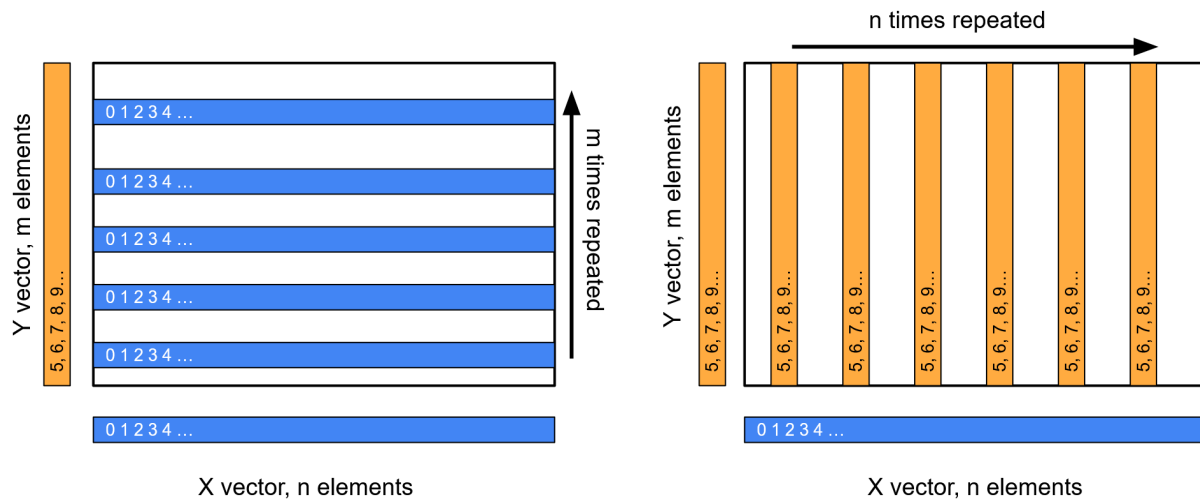 Y vector, m elements
5, 6, 7, 8, 9...
0 1 2 3 4 ...
0 1 2 3 4 ...
0 1 2 3 4 ...
0 1 2 3 4 ...
0 1 2 3 4 ...
m times repeated
0 1 2 3 4 ...
X vector, n elements
n times repeated
Y vector, m elements
5, 6, 7, 8, 9...
5, 6, 7, 8, 9...
5, 6, 7, 8, 9...
5, 6, 7, 8, 9...
5, 6, 7, 8, 9...
5, 6, 7, 8, 9...
5, 6, 7, 8, 9...
0 1 2 3 4 ...
X vector, n elements